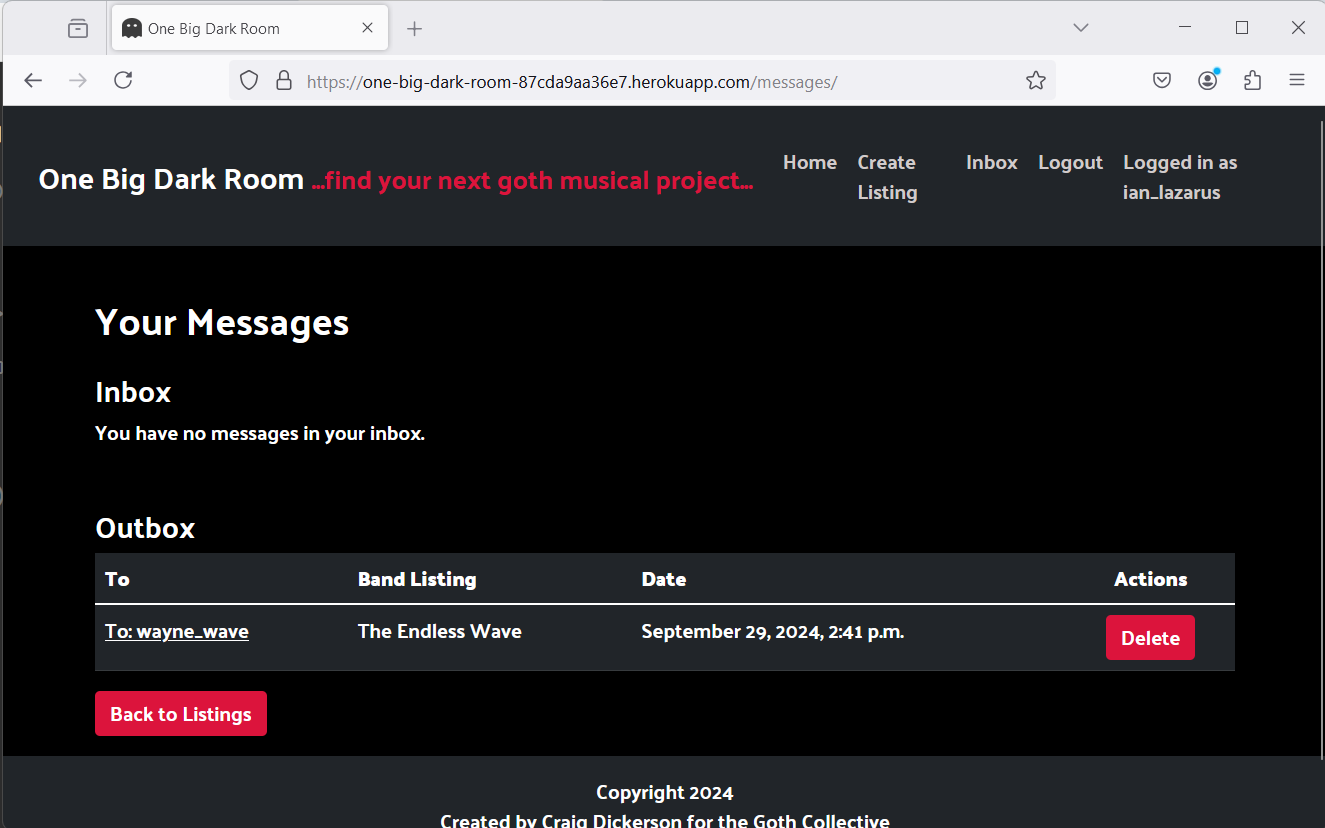 One Big Dark Room
https://one-big-dark-room-87cda9aa36e7.herokuapp.com/messages/
One Big Dark Room ...find your next goth musical project...
Home
Create
Listing
Inbox
Logout
Logged in as
ian_lazarus
Your Messages
Inbox
You have no messages in your inbox.
Outbox
To Band Listing Date Actions
To: wayne_wave The Endless Wave September 29, 2024, 2:41 p.m. Delete
Back to Listings
Copyright 2024
Created by Craig Dickerson for the Goth Collective